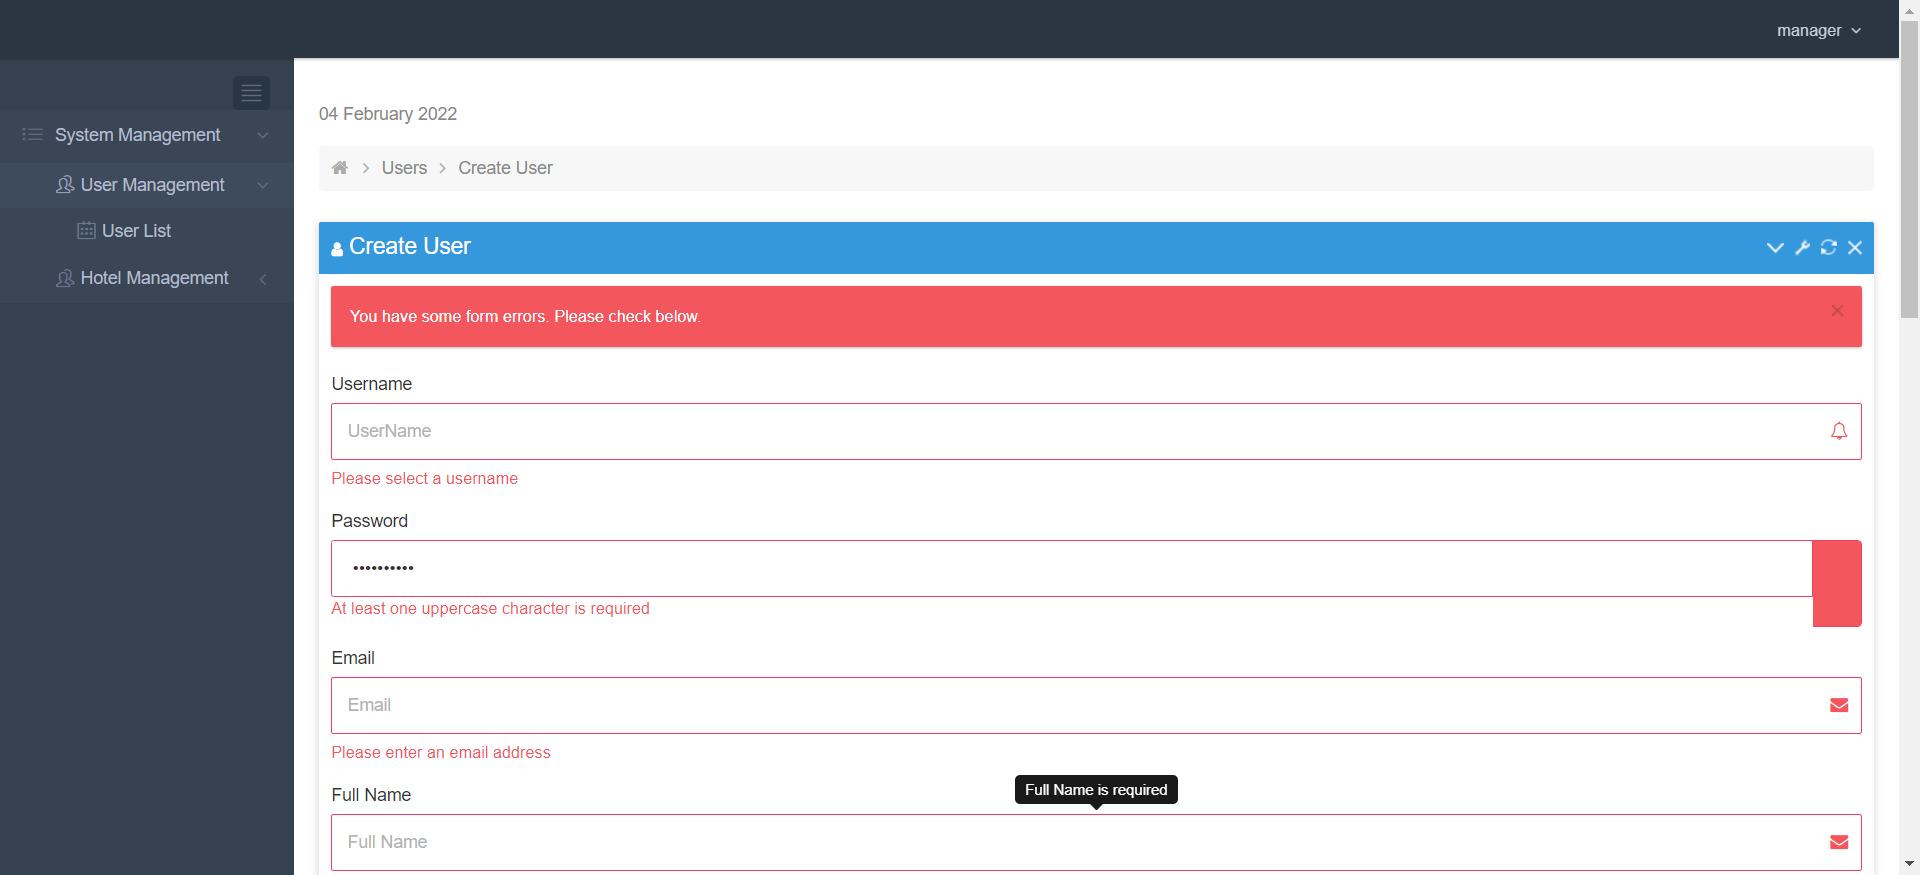 manager
04 February 2022
System Management
Users
Create User
User Management
User List
Create User
Hotel Management
You have some form errors. Please check below.
Username
UserName
Please select a username
Password
••••••••••
At least one uppercase character is required
Email
Email
Please enter an email address
Full Name is required
Full Name
Full Name